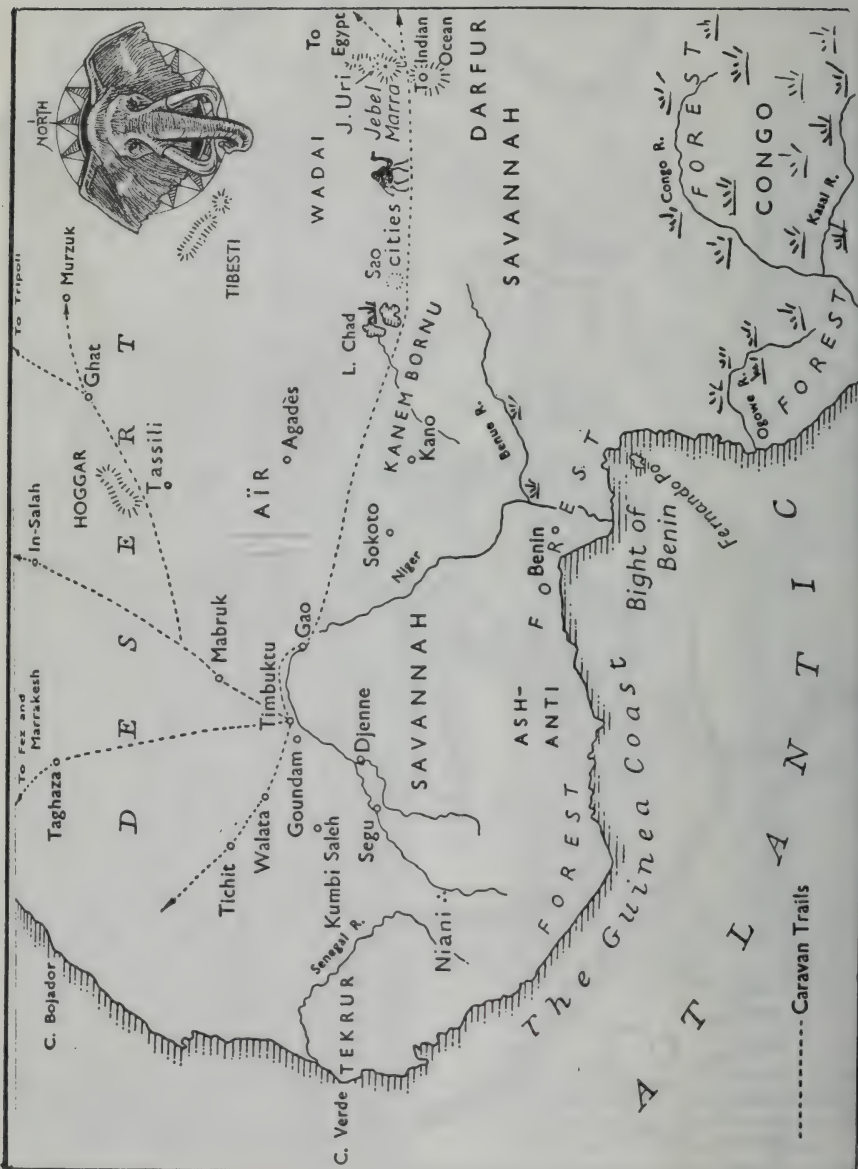 To Fez and
Marrakesh
In-Salah
To Tripoli
NORTH
Taghaza
Ghat
Murzuk
C. Bojador
DESERT
HOGGAR
Tassili
TIBESTI
Mabruk
AÏR
Agadès
WADAI
To
Egypt
J. Uri
Jebel
Marra
To Indian
Ocean
Tichit
Walata
Timbuktu
Goundam
Gao
L. Chad
Sao
cities
Kumbi Saleh
KANEM BORNU
Kano
Sokoto
Senegal R.
Segu
Djenne
Niger
DARFUR
C. Verde
TEKRUR
Niani
SAVANNAH
Benue R.
SAVANNAH
ASH-
ANTI
Benin
FOREST
FOREST
The Guinea Coast
Bight of
Benin
Fernando Po
Congo R.
FOREST
CONGO
Kasai R.
Ogowe R.
FOREST
ATLANTIC
Caravan Trails